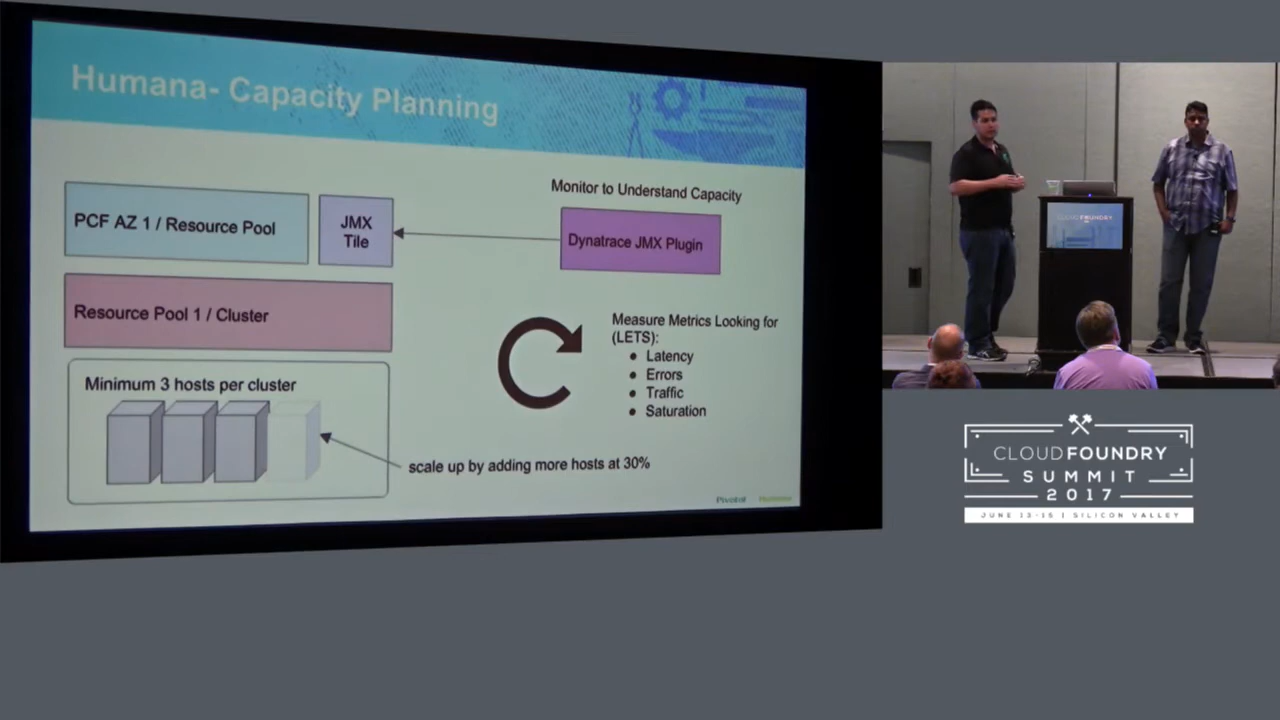 Humana- Capacity Planning
PCF AZ 1 / Resource Pool
JMX
Tile
Monitor to Understand Capacity
Dynatrace JMX Plugin
Resource Pool 1 / Cluster
Measure Metrics Looking for
(LETS):
● Latency
● Errors
● Traffic
● Saturation
Minimum 3 hosts per cluster
scale up by adding more hosts at 30%
Pivotal
CLOUD FOUNDRY
CLOUD FOUNDRY
SUMMIT
2017
JUNE 13-15 | SILICON VALLEY